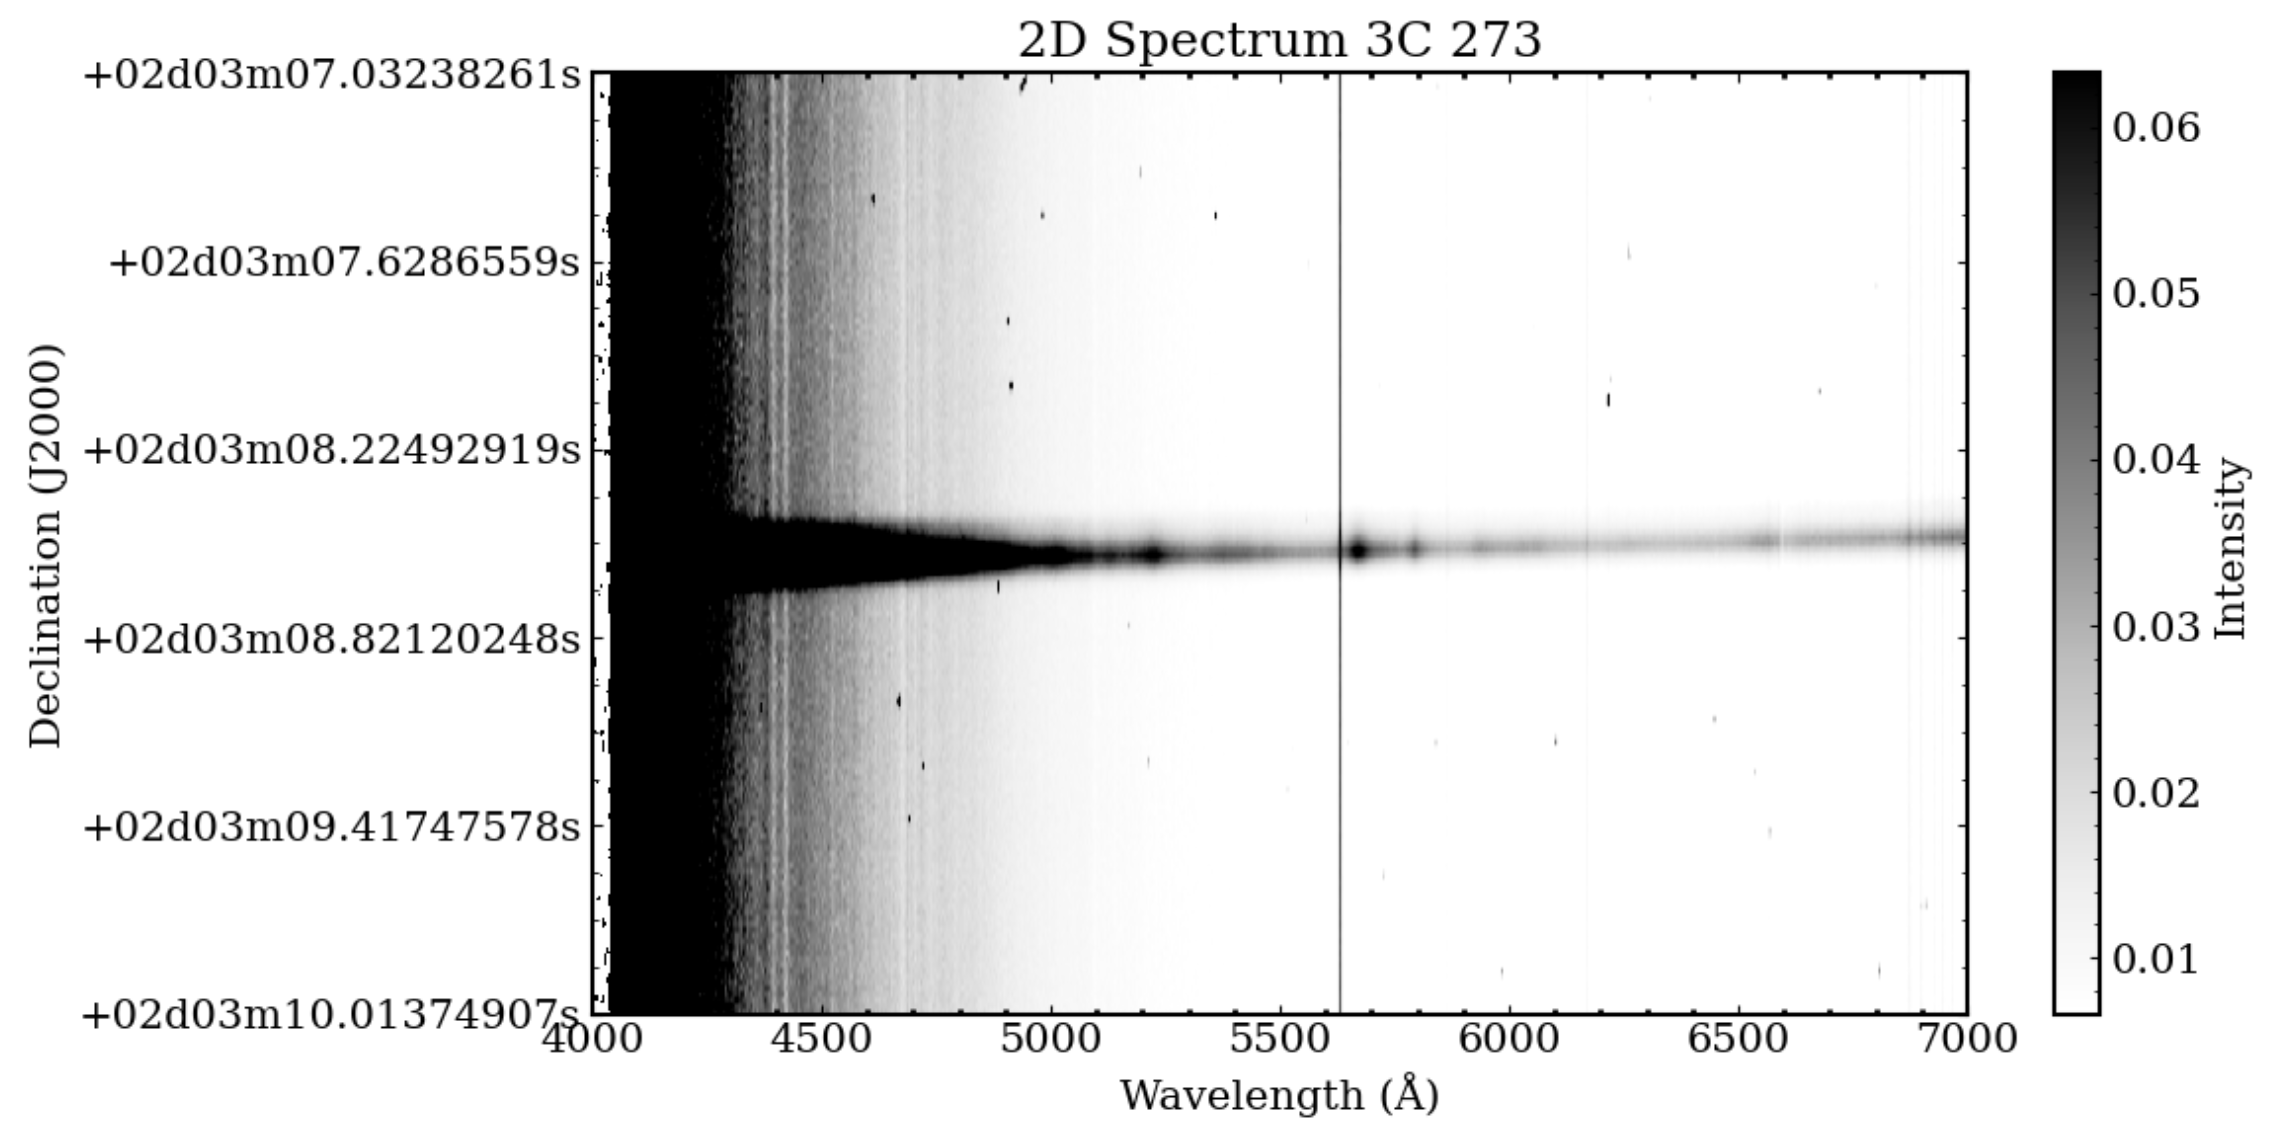 2D Spectrum 3C 273
+02d03m07.03238261s
+02d03m07.6286559s
+02d03m08.22492919s
+02d03m08.82120248s
+02d03m09.41747578s
+02d03m10.01374907s
Declination (J2000)
4000 4500 5000 5500 6000 6500 7000
Wavelength (Å)
0.06
0.05
0.04
0.03
0.02
0.01
Intensity